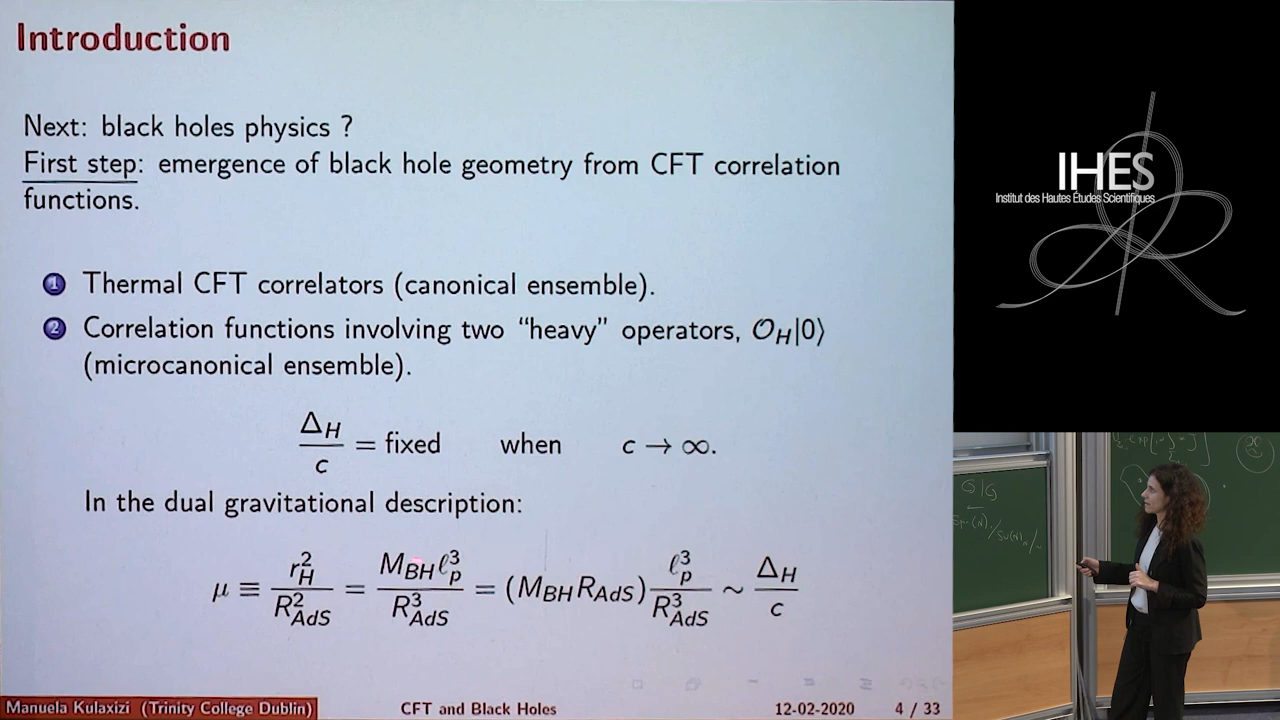 Introduction
Next: black holes physics ?
First step: emergence of black hole geometry from CFT correlation
functions.
1 Thermal CFT correlators (canonical ensemble).
2 Correlation functions involving two “heavy” operators, 𝒪_H|0⟩
(microcanonical ensemble).
Δ_H / c = fixed when c → ∞.
In the dual gravitational description:
μ ≡ r_H^2 / R_AdS^2 = M_BH ℓ_p^3 / R_AdS^3 = (M_BH R_AdS) ℓ_p^3 / R_AdS^3 ~ Δ_H / c
Manuela Kulaxizi (Trinity College Dublin) CFT and Black Holes 12-02-2020 4 / 33
IHES
Institut des Hautes Études Scientifiques
G/G